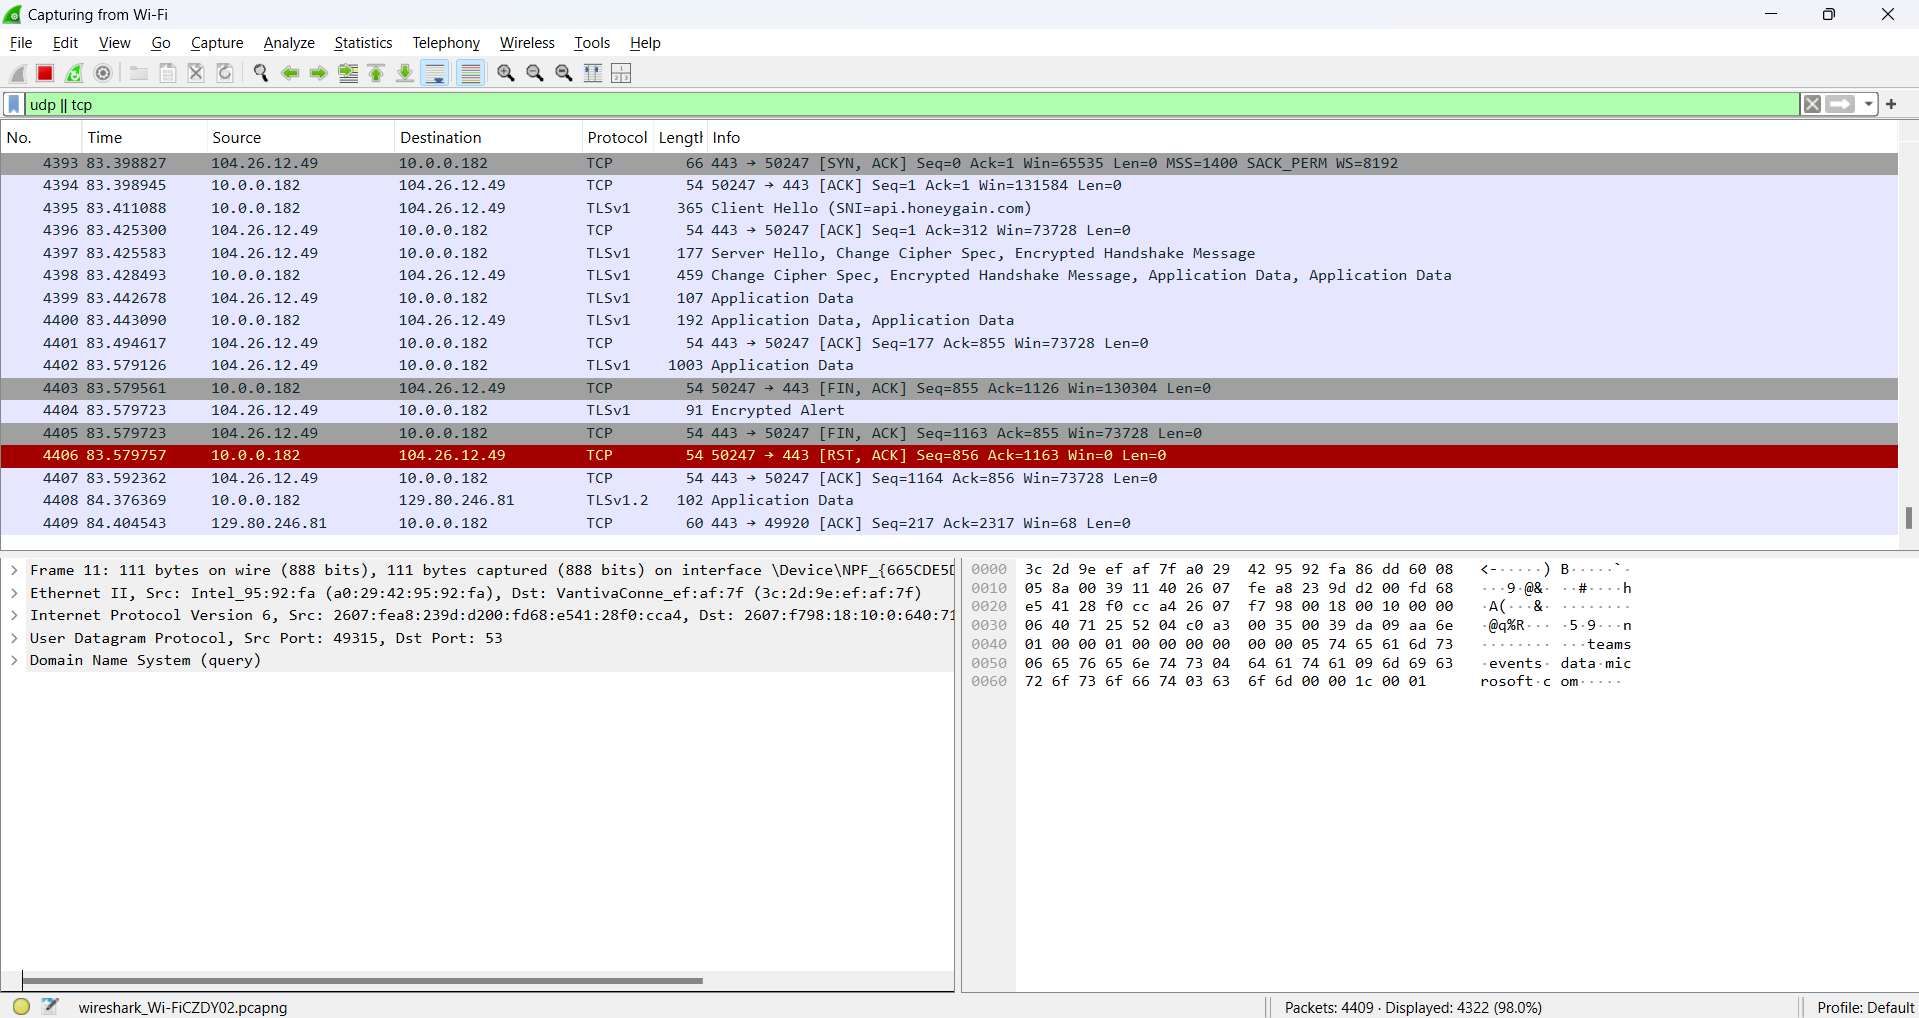 Capturing from Wi-Fi
File Edit View Go Capture Analyze Statistics Telephony Wireless Tools Help
udp || tcp
No. Time Source Destination Protocol Length Info
4393 83.398827 104.26.12.49 10.0.0.182 TCP 66 443 → 50247 [SYN, ACK] Seq=0 Ack=1 Win=65535 Len=0 MSS=1400 SACK_PERM WS=8192
4394 83.398945 10.0.0.182 104.26.12.49 TCP 54 50247 → 443 [ACK] Seq=1 Ack=1 Win=131584 Len=0
4395 83.411088 10.0.0.182 104.26.12.49 TLSv1 365 Client Hello (SNI=api.honeygain.com)
4396 83.425300 104.26.12.49 10.0.0.182 TCP 54 443 → 50247 [ACK] Seq=1 Ack=312 Win=73728 Len=0
4397 83.425583 104.26.12.49 10.0.0.182 TLSv1 177 Server Hello, Change Cipher Spec, Encrypted Handshake Message
4398 83.428493 10.0.0.182 104.26.12.49 TLSv1 459 Change Cipher Spec, Encrypted Handshake Message, Application Data, Application Data
4399 83.442678 104.26.12.49 10.0.0.182 TLSv1 107 Application Data
4400 83.443090 10.0.0.182 104.26.12.49 TLSv1 192 Application Data, Application Data
4401 83.494617 104.26.12.49 10.0.0.182 TCP 54 443 → 50247 [ACK] Seq=177 Ack=855 Win=73728 Len=0
4402 83.579126 104.26.12.49 10.0.0.182 TLSv1 1003 Application Data
4403 83.579561 10.0.0.182 104.26.12.49 TCP 54 50247 → 443 [FIN, ACK] Seq=855 Ack=1126 Win=130304 Len=0
4404 83.579723 104.26.12.49 10.0.0.182 TLSv1 91 Encrypted Alert
4405 83.579723 104.26.12.49 10.0.0.182 TCP 54 443 → 50247 [FIN, ACK] Seq=1163 Ack=855 Win=73728 Len=0
4406 83.579757 10.0.0.182 104.26.12.49 TCP 54 50247 → 443 [RST, ACK] Seq=856 Ack=1163 Win=0 Len=0
4407 83.592362 104.26.12.49 10.0.0.182 TCP 54 443 → 50247 [ACK] Seq=1164 Ack=856 Win=73728 Len=0
4408 84.376369 10.0.0.182 129.80.246.81 TLSv1.2 102 Application Data
4409 84.404543 129.80.246.81 10.0.0.182 TCP 60 443 → 49920 [ACK] Seq=217 Ack=2317 Win=68 Len=0
Frame 11: 111 bytes on wire (888 bits), 111 bytes captured (888 bits) on interface \Device\NPF_{665CDE5D
Ethernet II, Src: Intel_95:92:fa (a0:29:42:95:92:fa), Dst: VantivaConne_ef:af:7f (3c:2d:9e:ef:af:7f)
Internet Protocol Version 6, Src: 2607:fea8:239d:d200:fd68:e541:28f0:cca4, Dst: 2607:f798:18:10:0:640:71
User Datagram Protocol, Src Port: 49315, Dst Port: 53
Domain Name System (query)
0000 3c 2d 9e ef af 7f a0 29 42 95 92 fa 86 dd 60 08 <-·····) B·····`·
0010 05 8a 00 39 11 40 26 07 fe a8 23 9d d2 00 fd 68 ···9·@&· ··#····h
0020 e5 41 28 f0 cc a4 26 07 f7 98 00 18 00 10 00 00 ·A(···&· ········
0030 06 40 71 25 52 04 c0 a3 00 35 00 39 da 09 aa 6e ·@q%R··· ·5·9···n
0040 01 00 00 01 00 00 00 00 00 00 05 74 65 61 6d 73 ········ ···teams
0050 06 65 76 65 6e 74 73 04 64 61 74 61 09 6d 69 63 ·events· data·mic
0060 72 6f 73 6f 66 74 03 63 6f 6d 00 00 1c 00 01 rosoft·c om·····
wireshark_Wi-FiCZDY02.pcapng
Packets: 4409 · Displayed: 4322 (98.0%)
Profile: Default